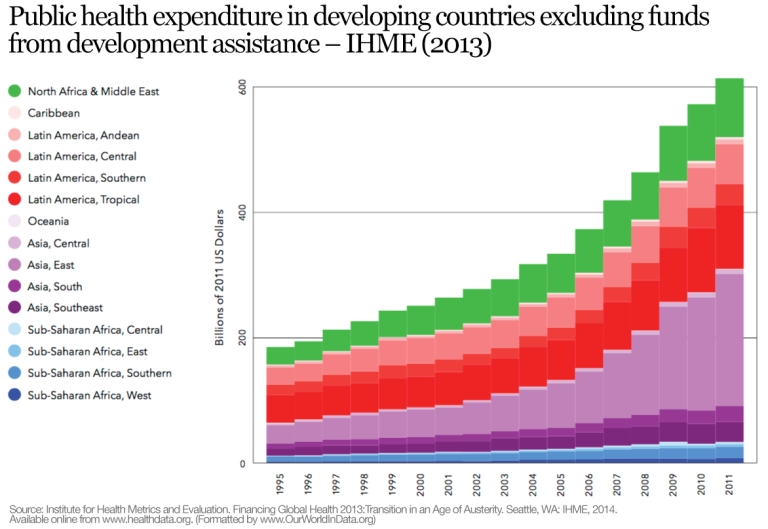 Public health expenditure in developing countries excluding funds
from development assistance – IHME (2013)
North Africa & Middle East
Caribbean
Latin America, Andean
Latin America, Central
Latin America, Southern
Latin America, Tropical
Oceania
Asia, Central
Asia, East
Asia, South
Asia, Southeast
Sub-Saharan Africa, Central
Sub-Saharan Africa, East
Sub-Saharan Africa, Southern
Sub-Saharan Africa, West
Billions of 2011 US Dollars
600
400
200
0
1995
1996
1997
1998
1999
2000
2001
2002
2003
2004
2005
2006
2007
2008
2009
2010
2011
Source: Institute for Health Metrics and Evaluation. Financing Global Health 2013:Transition in an Age of Austerity. Seattle, WA: IHME, 2014.
Available online from www.healthdata.org. (Formatted by www.OurWorldInData.org)